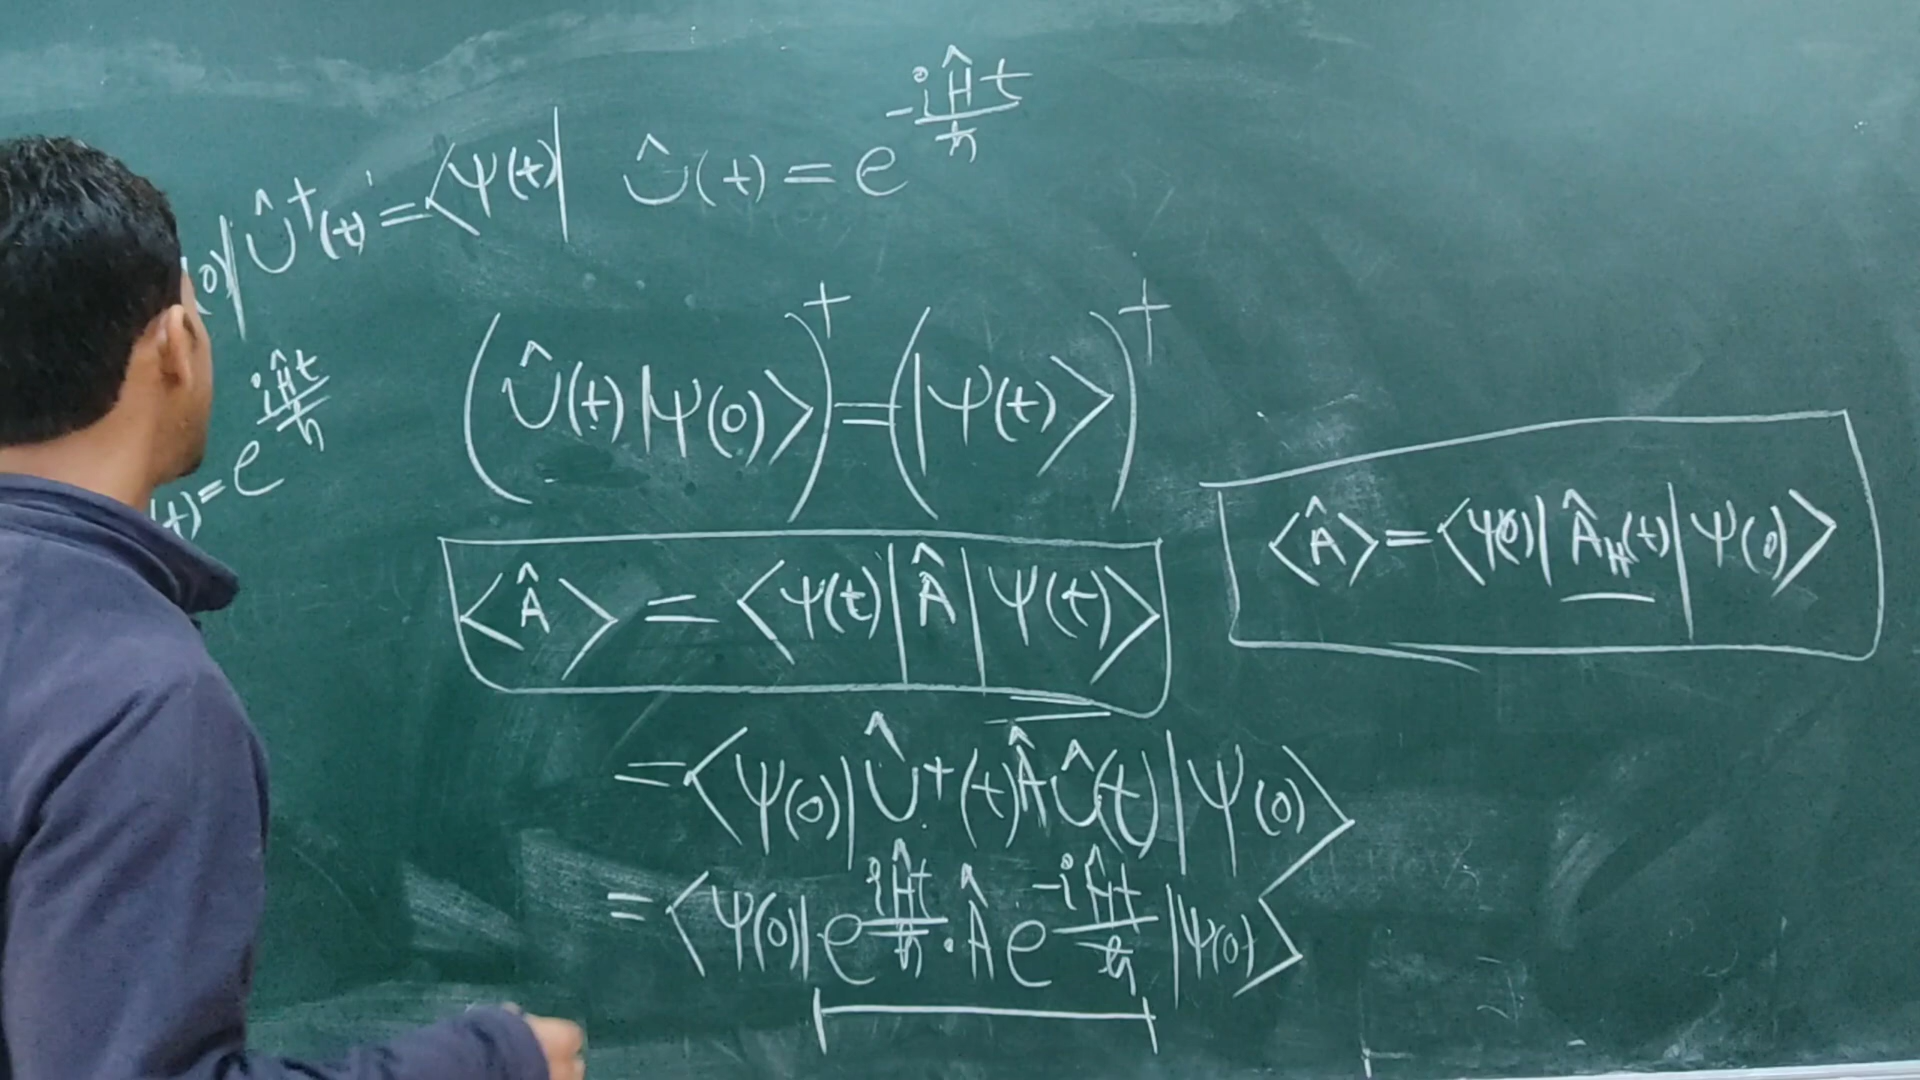 0)|Û†(t) = ⟨Ψ(t)| Û(t) = e^{-iĤt/ħ}
(t) = e^{iĤt/ħ}
(Û(t)|Ψ(0)⟩)† = (|Ψ(t)⟩)†
⟨Â⟩ = ⟨Ψ(t)|Â|Ψ(t)⟩
⟨Â⟩ = ⟨Ψ(0)|Â_H(t)|Ψ(0)⟩
= ⟨Ψ(0)|Û†(t)ÂÛ(t)|Ψ(0)⟩
= ⟨Ψ(0)|e^{iĤt/ħ}·Âe^{-iĤt/ħ}|Ψ(0)⟩